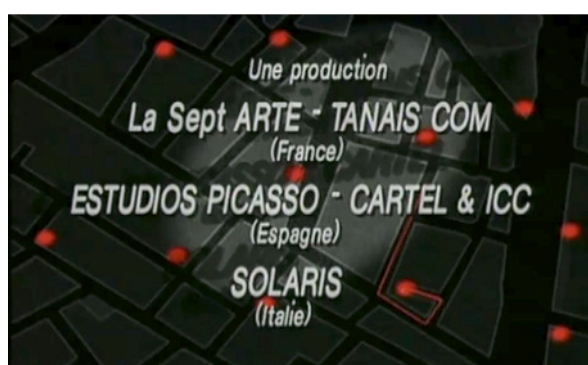 Une production
La Sept ARTE - TANAIS COM
(France)
ESTUDIOS PICASSO - CARTEL & ICC
(Espagne)
SOLARIS
(Italie)